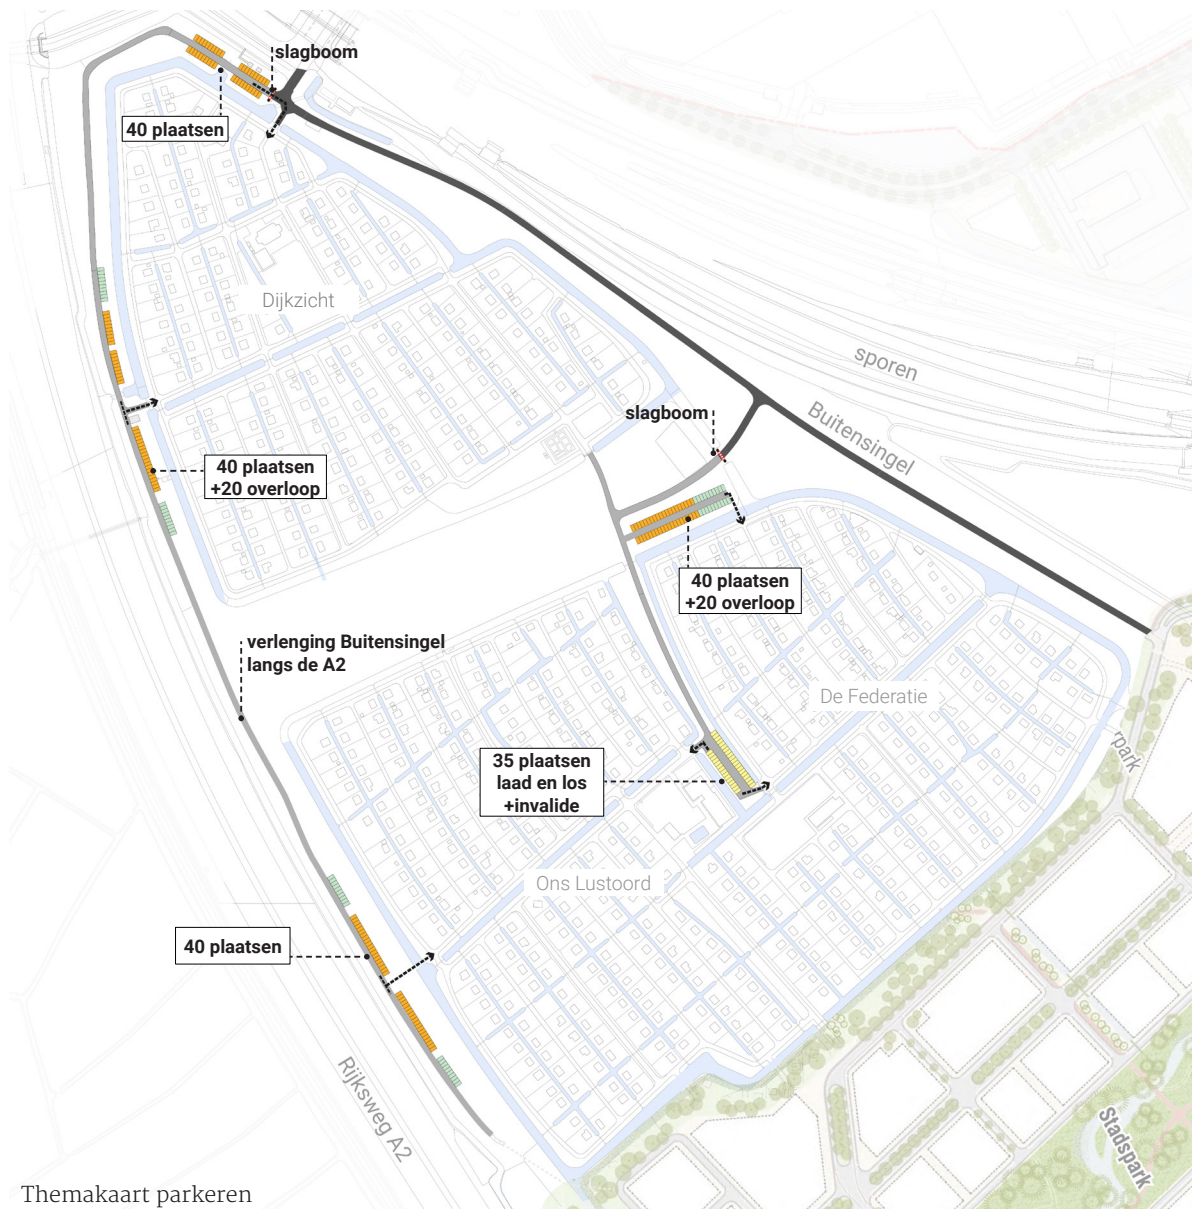 slagboom
40 plaatsen
Dijkzicht
sporen
Buitensingel
slagboom
40 plaatsen
+20 overloop
40 plaatsen
+20 overloop
verlenging Buitensingel
langs de A2
De Federatie
rpark
35 plaatsen
laad en los
+invalide
Ons Lustoord
40 plaatsen
Rijksweg A2
Stadspark
Themakaart parkeren